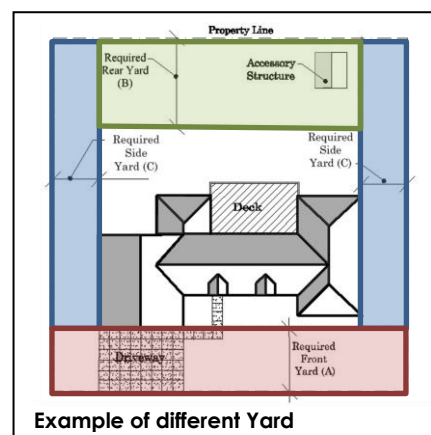 Property Line
Required
Rear Yard
(B)
Accessory
Structure
Required
Side
Yard (C)
Required
Side
Yard (C)
Deck
Driveway
Required
Front
Yard (A)
Example of different Yard